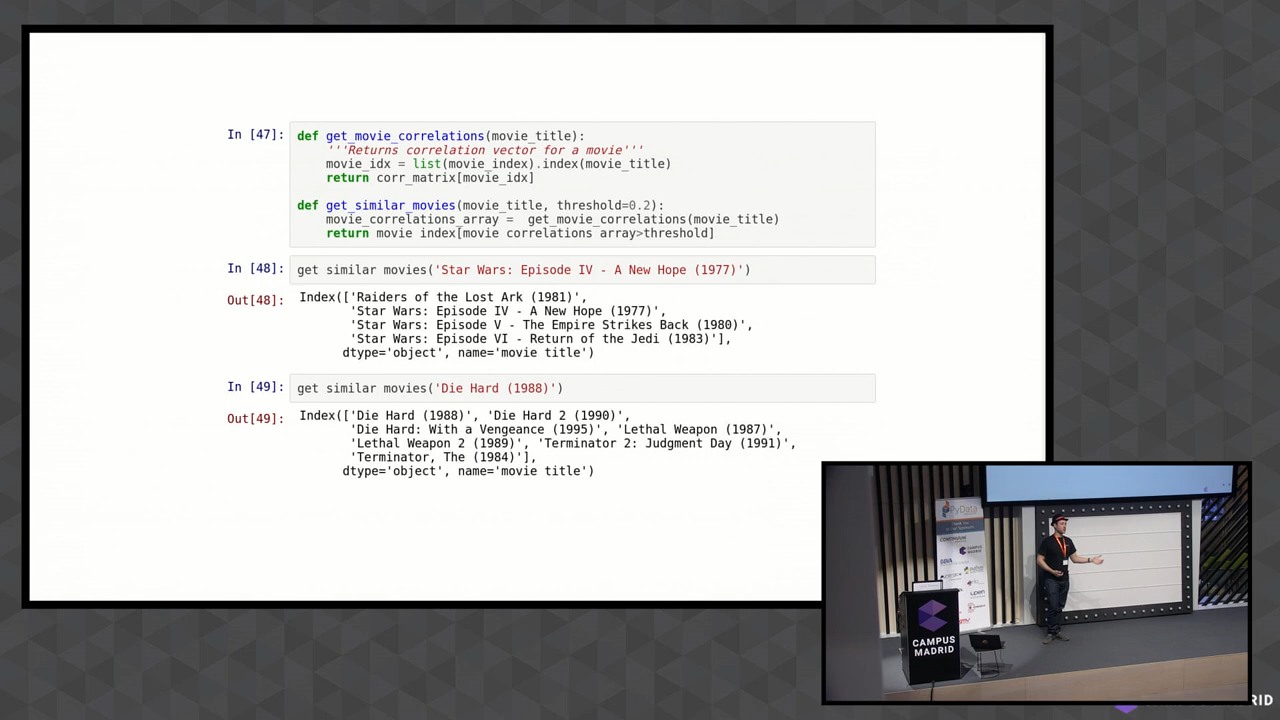 In [47]: def get_movie_correlations(movie_title):
'''Returns correlation vector for a movie'''
movie_idx = list(movie_index).index(movie_title)
return corr_matrix[movie_idx]
def get_similar_movies(movie_title, threshold=0.2):
movie_correlations_array =  get_movie_correlations(movie_title)
return movie_index[movie_correlations_array>threshold]
In [48]: get_similar_movies('Star Wars: Episode IV - A New Hope (1977)')
Out[48]: Index(['Raiders of the Lost Ark (1981)',
'Star Wars: Episode IV - A New Hope (1977)',
'Star Wars: Episode V - The Empire Strikes Back (1980)',
'Star Wars: Episode VI - Return of the Jedi (1983)'],
dtype='object', name='movie title')
In [49]: get_similar_movies('Die Hard (1988)')
Out[49]: Index(['Die Hard (1988)', 'Die Hard 2 (1990)',
'Die Hard: With a Vengeance (1995)', 'Lethal Weapon (1987)',
'Lethal Weapon 2 (1989)', 'Terminator 2: Judgment Day (1991)',
'Terminator, The (1984)'],
dtype='object', name='movie title')
PyData
CONTINUUM
CAMPUS
MADRID
BBVA
CAMPUS
MADRID
RID